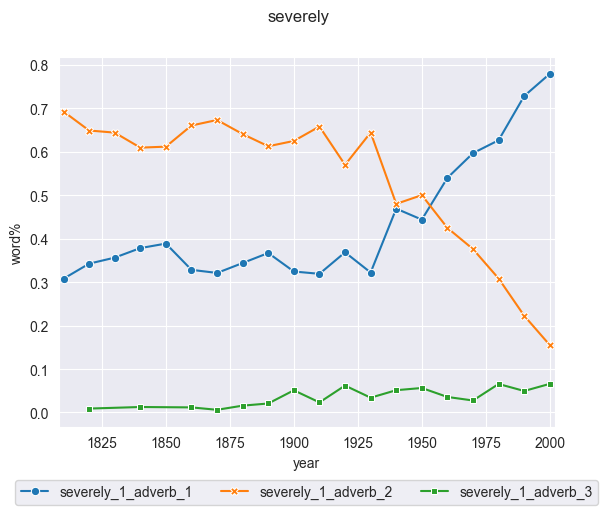 severely
0.8
0.7
0.6
0.5
0.4
0.3
0.2
0.1
0.0
word%
1825 1850 1875 1900 1925 1950 1975 2000
year
severely_1_adverb_1 severely_1_adverb_2 severely_1_adverb_3